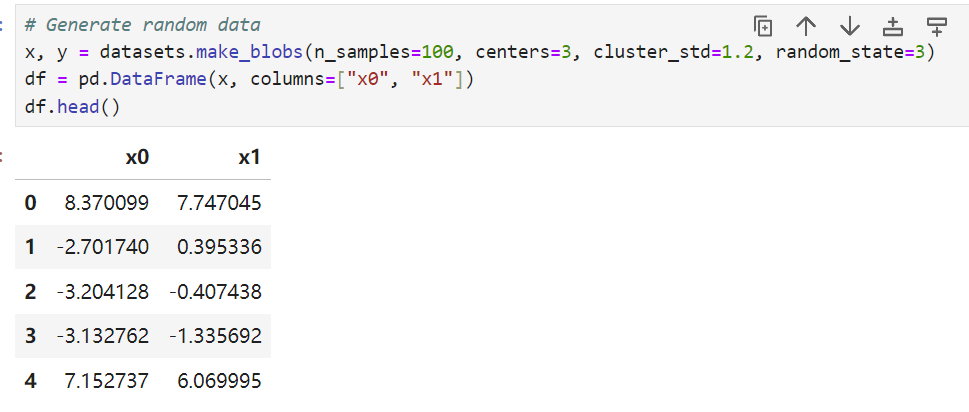 # Generate random data
x, y = datasets.make_blobs(n_samples=100, centers=3, cluster_std=1.2, random_state=3)
df = pd.DataFrame(x, columns=["x0", "x1"])
df.head()
x0 x1
0 8.370099 7.747045
1 -2.701740 0.395336
2 -3.204128 -0.407438
3 -3.132762 -1.335692
4 7.152737 6.069995